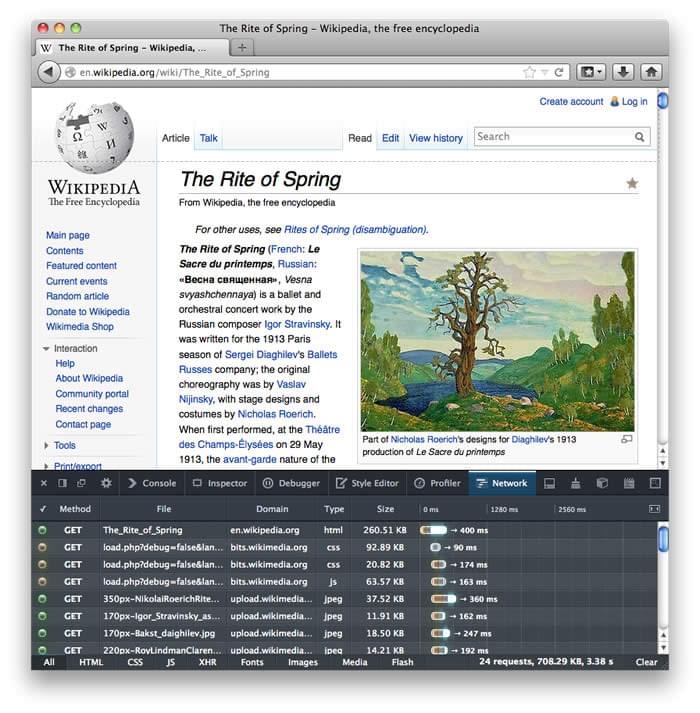 The Rite of Spring – Wikipedia, the free encyclopedia
W The Rite of Spring – Wikipedia, ...
en.wikipedia.org/wiki/The_Rite_of_Spring
Create account Log in
Article Talk Read Edit View history Search
WIKIPEDIA
The Free Encyclopedia
Main page
Contents
Featured content
Current events
Random article
Donate to Wikipedia
Wikimedia Shop
Interaction
Help
About Wikipedia
Community portal
Recent changes
Contact page
Tools
Print/export
The Rite of Spring
From Wikipedia, the free encyclopedia
For other uses, see Rites of Spring (disambiguation).
The Rite of Spring (French: Le
Sacre du printemps, Russian:
«Весна священная», Vesna
svyashchennaya) is a ballet and
orchestral concert work by the
Russian composer Igor Stravinsky. It
was written for the 1913 Paris
season of Sergei Diaghilev's Ballets
Russes company; the original
choreography was by Vaslav
Nijinsky, with stage designs and
costumes by Nicholas Roerich.
When first performed, at the Théâtre
des Champs-Élysées on 29 May
1913, the avant-garde nature of the
Part of Nicholas Roerich's designs for Diaghilev's 1913
production of Le Sacre du printemps
Console Inspector Debugger Style Editor Profiler Network
✓ Method File Domain Type Size 0 ms 1280 ms 2560 ms
GET The_Rite_of_Spring en.wikipedia.org html 260.51 KB → 400 ms
GET load.php?debug=false&lan... bits.wikimedia.org css 92.89 KB → 90 ms
GET load.php?debug=false&lan... bits.wikimedia.org css 20.82 KB → 174 ms
GET load.php?debug=false&lan... bits.wikimedia.org js 63.57 KB → 163 ms
GET 350px-NikolaiRoerichRite... upload.wikimedia.org jpeg 37.52 KB → 360 ms
GET 170px-Igor_Stravinsky_as... upload.wikimedia.org jpeg 11.91 KB → 162 ms
GET 170px-Bakst_daighilev.jpg upload.wikimedia.org jpeg 18.50 KB → 247 ms
GET 220px-RoyLindmanClaren... upload.wikimedia.org jpeg 14.21 KB → 192 ms
All HTML CSS JS XHR Fonts Images Media Flash 24 requests, 708.29 KB, 3.38 s Clear